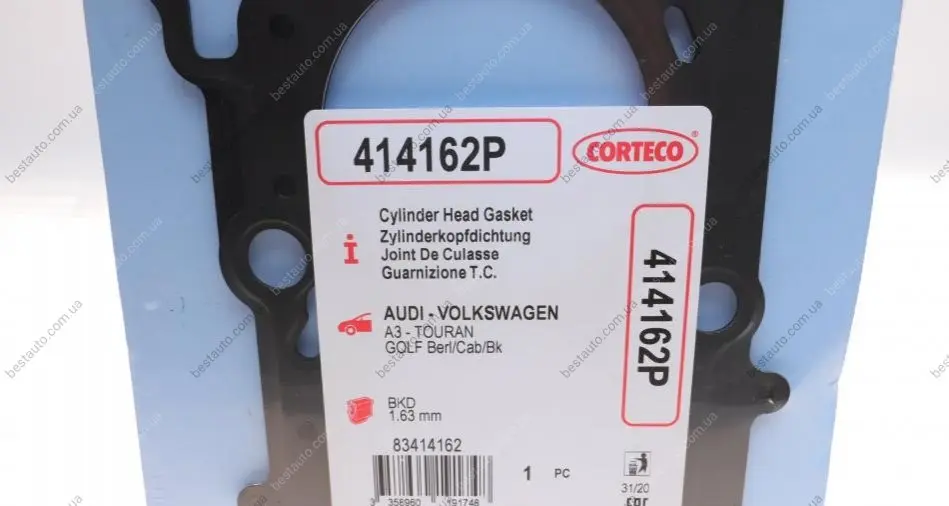 414162P
CORTECO®
Cylinder Head Gasket
Zylinderkopfdichtung
Joint De Culasse
Guarnizione T.C.
414162P
AUDI - VOLKSWAGEN
A3 - TOURAN
GOLF Berl/Cab/Bk
BKD
1.63 mm
83414162
1 PC
31/20
bestauto.com.ua